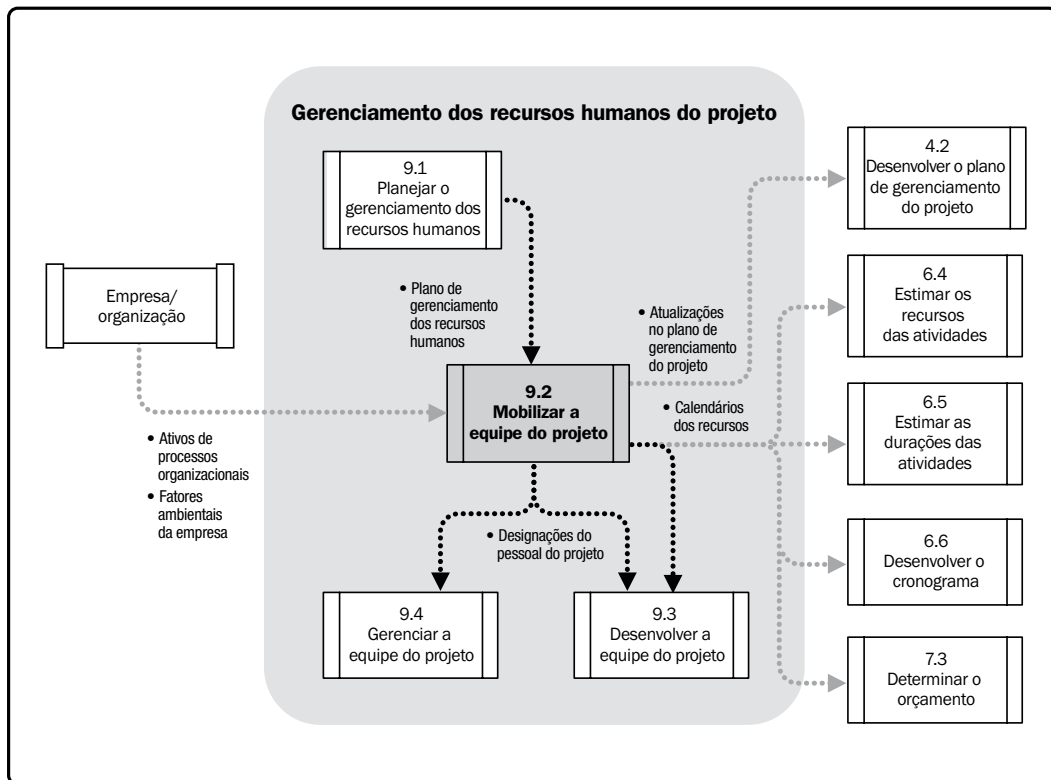 Gerenciamento dos recursos humanos do projeto
9.1
Planejar o
gerenciamento dos
recursos humanos
4.2
Desenvolver o plano
de gerenciamento
do projeto
Empresa/
organização
• Plano de
gerenciamento
dos recursos
humanos
• Atualizações
no plano de
gerenciamento
do projeto
6.4
Estimar os
recursos
das atividades
9.2
Mobilizar a
equipe do projeto
• Calendários
dos recursos
6.5
Estimar as
durações das
atividades
• Ativos de
processos
organizacionais
• Fatores
ambientais
da empresa
• Designações do
pessoal do projeto
6.6
Desenvolver o
cronograma
9.4
Gerenciar a
equipe do projeto
9.3
Desenvolver a
equipe do projeto
7.3
Determinar o
orçamento